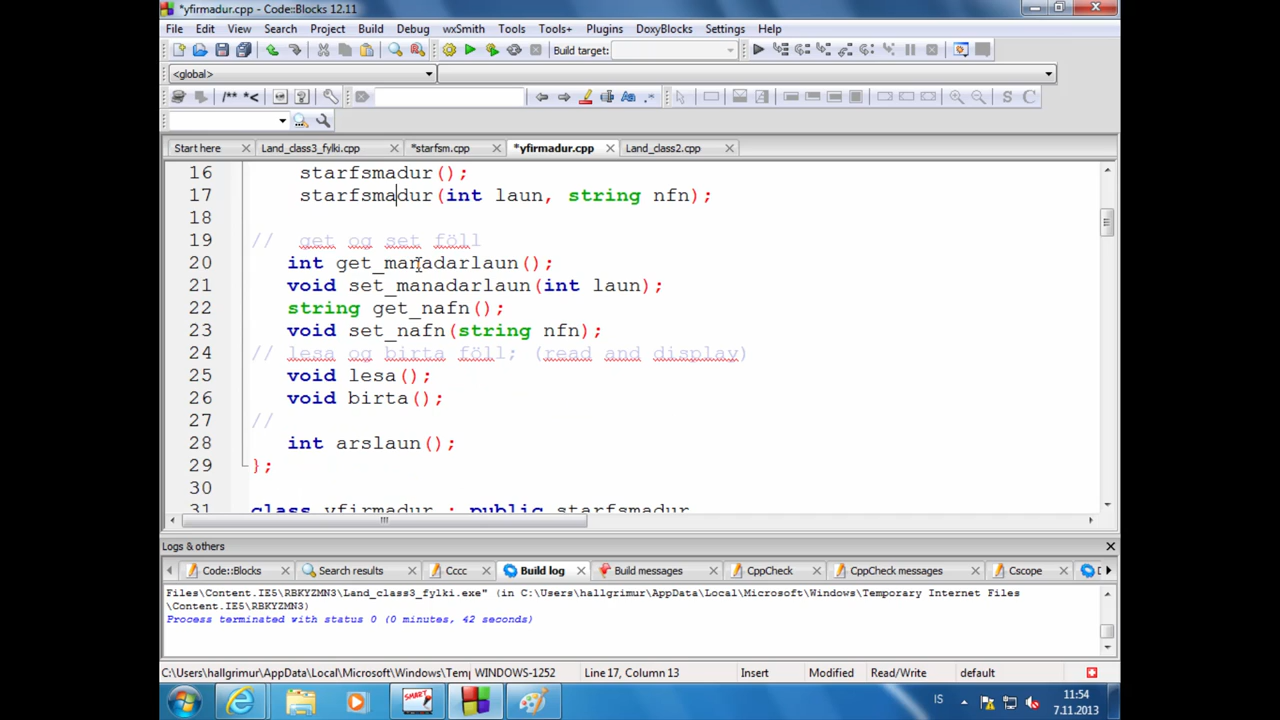 *yfirmadur.cpp - Code::Blocks 12.11
File Edit View Search Project Build Debug wxSmith Tools Tools+ Plugins DoxyBlocks Settings Help
Build target:
<global>
/** *<
Aa .* S C
Start here Land_class3_fylki.cpp *starfsm.cpp *yfirmadur.cpp Land_class2.cpp
16 starfsmadur();
17 starfsmadur(int laun, string nfn);
18
19 // get og set föll
20 int get_manadarlaun();
21 void set_manadarlaun(int laun);
22 string get_nafn();
23 void set_nafn(string nfn);
24 // lesa og birta föll; (read and display)
25 void lesa();
26 void birta();
27 //
28 int arslaun();
29 };
30
31 class yfirmadur : public starfsmadur
Logs & others
Code::Blocks Search results Cccc Build log Build messages CppCheck CppCheck messages Cscope D
Files\Content.IE5\RBKYZMN3\Land_class3_fylki.exe" (in C:\Users\hallgrimur\AppData\Local\Microsoft\Windows\Temporary Internet Files
\Content.IE5\RBKYZMN3)
Process terminated with status 0 (0 minutes, 42 seconds)
C:\Users\hallgrimur\AppData\Local\Microsoft\Windows\Temp WINDOWS-1252 Line 17, Column 13 Insert Modified Read/Write default
SMART IS 11:54
7.11.2013